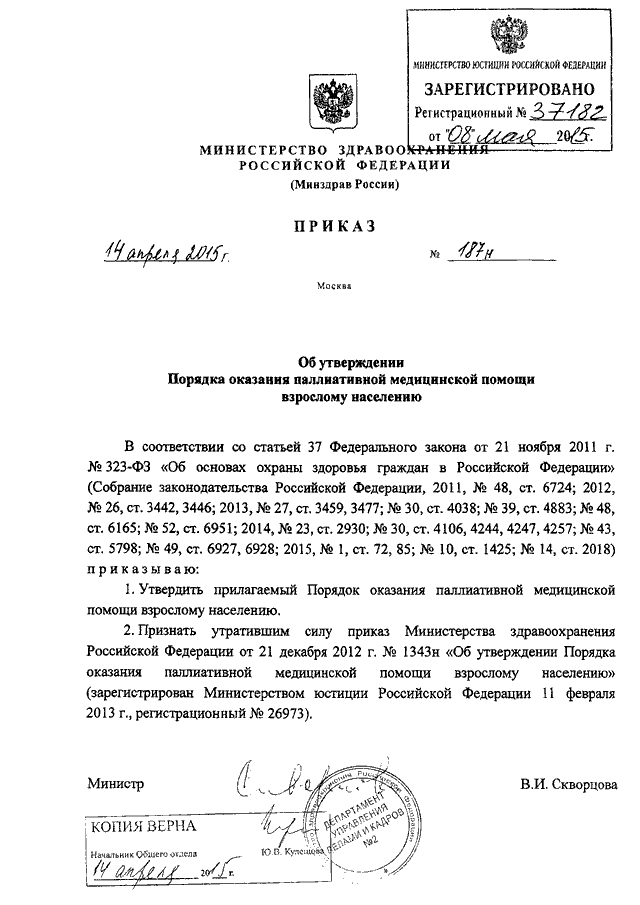 МИНИСТЕРСТВО ЮСТИЦИИ РОССИЙСКОЙ ФЕДЕРАЦИИ
ЗАРЕГИСТРИРОВАНО
Регистрационный № 37182
от "08" мая 2015г.
МИНИСТЕРСТВО ЗДРАВООХРАНЕНИЯ
РОССИЙСКОЙ ФЕДЕРАЦИИ
(Минздрав России)
ПРИКАЗ
14 апреля 2015г. № 187н
Москва
Об утверждении
Порядка оказания паллиативной медицинской помощи
взрослому населению
В соответствии со статьей 37 Федерального закона от 21 ноября 2011 г.
№ 323-ФЗ «Об основах охраны здоровья граждан в Российской Федерации»
(Собрание законодательства Российской Федерации, 2011, № 48, ст. 6724; 2012,
№ 26, ст. 3442, 3446; 2013, № 27, ст. 3459, 3477; № 30, ст. 4038; № 39, ст. 4883; № 48,
ст. 6165; № 52, ст. 6951; 2014, № 23, ст. 2930; № 30, ст. 4106, 4244, 4247, 4257; № 43,
ст. 5798; № 49, ст. 6927, 6928; 2015, № 1, ст. 72, 85; № 10, ст. 1425; № 14, ст. 2018)
приказываю:
1. Утвердить прилагаемый Порядок оказания паллиативной медицинской
помощи взрослому населению.
2. Признать утратившим силу приказ Министерства здравоохранения
Российской Федерации от 21 декабря 2012 г. № 1343н «Об утверждении Порядка
оказания паллиативной медицинской помощи взрослому населению»
(зарегистрирован Министерством юстиции Российской Федерации 11 февраля
2013 г., регистрационный № 26973).
Министр В.И. Скворцова
КОПИЯ ВЕРНА
Начальник Общего отдела Ю.В. Кулешова
14 апреля 2015 г.
ДЕПАРТАМЕНТ
УПРАВЛЕНИЯ
ДЕЛАМИ И КАДРОВ
№2